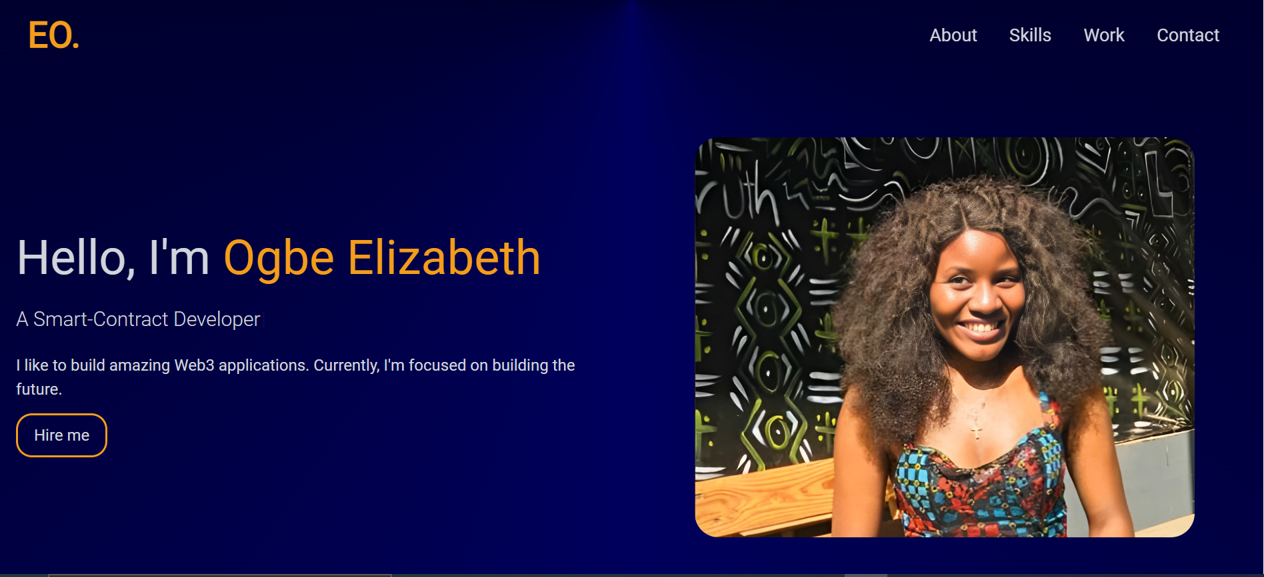 EO.
About Skills Work Contact
Hello, I'm Ogbe Elizabeth
A Smart-Contract Developer
I like to build amazing Web3 applications. Currently, I'm focused on building the
future.
Hire me
ruth